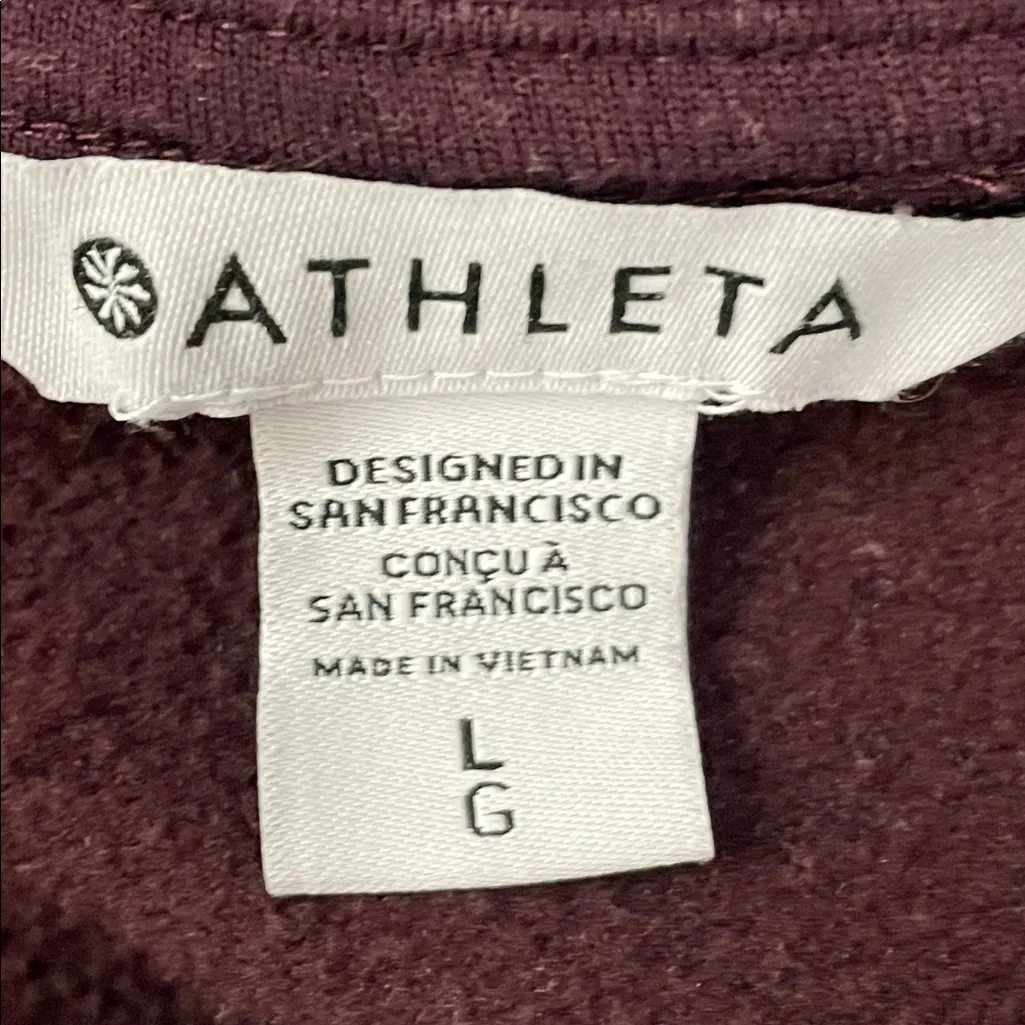 ATHLETA
DESIGNED IN
SAN FRANCISCO
CONÇU À
SAN FRANCISCO
MADE IN VIETNAM
L
G